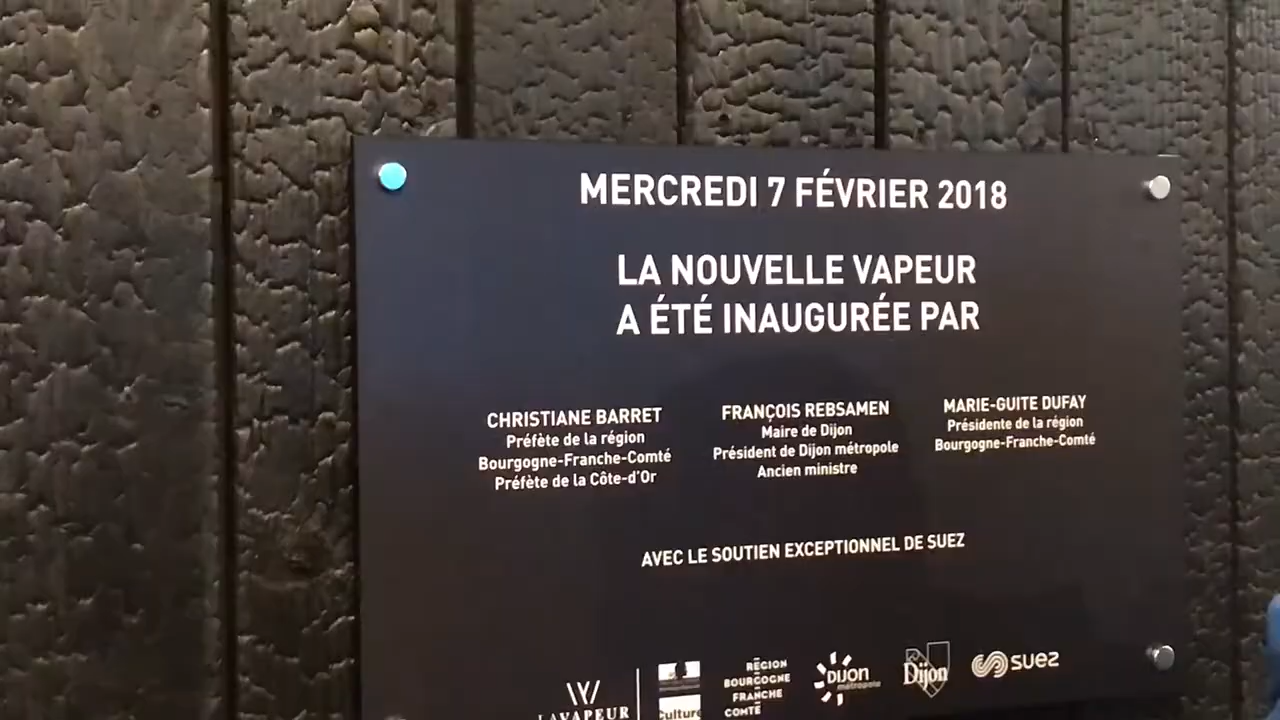 MERCREDI 7 FÉVRIER 2018
LA NOUVELLE VAPEUR
A ÉTÉ INAUGURÉE PAR
CHRISTIANE BARRET
Préfète de la région
Bourgogne-Franche-Comté
Préfète de la Côte-d'Or
FRANÇOIS REBSAMEN
Maire de Dijon
Président de Dijon métropole
Ancien ministre
MARIE-GUITE DUFAY
Présidente de la région
Bourgogne-Franche-Comté
AVEC LE SOUTIEN EXCEPTIONNEL DE SUEZ
LAVAPEUR
Culture
RÉGION
BOURGOGNE
FRANCHE
COMTÉ
DIJON
métropole
Dijon
suez